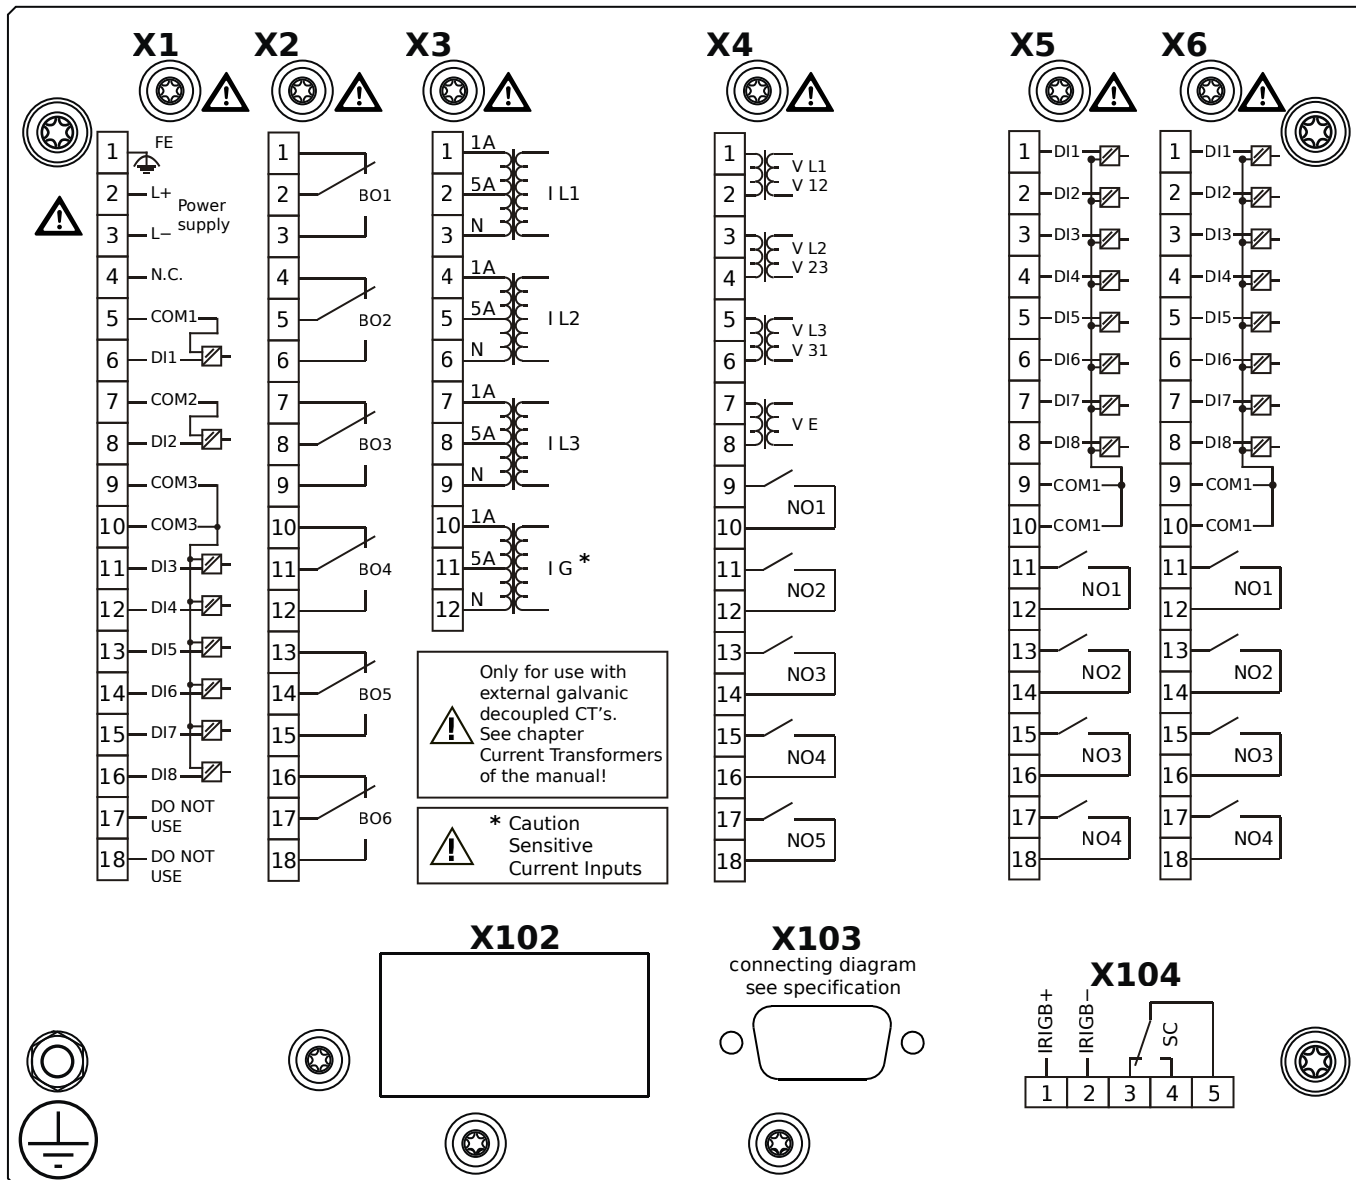 X1
X2
X3
X4
X5
X6
1 FE
2 L+
Power
supply
3 L−
4 N.C.
5 COM1
6 DI1
7 COM2
8 DI2
9 COM3
10 COM3
11 DI3
12 DI4
13 DI5
14 DI6
15 DI7
16 DI8
17 DO NOT
USE
18 DO NOT
USE
1
2 BO1
3
4
5 BO2
6
7
8 BO3
9
10
11 BO4
12
13
14 BO5
15
16
17 BO6
18
1 1A
2 5A I L1
3 N
4 1A
5 5A I L2
6 N
7 1A
8 5A I L3
9 N
10 1A
11 5A I G *
12 N
! Only for use with
external galvanic
decoupled CT's.
See chapter
Current Transformers
of the manual!
! * Caution
Sensitive
Current Inputs
1 V L1
2 V 12
3 V L2
4 V 23
5 V L3
6 V 31
7 V E
8
9
10 NO1
11
12 NO2
13
14 NO3
15
16 NO4
17
18 NO5
1 DI1
2 DI2
3 DI3
4 DI4
5 DI5
6 DI6
7 DI7
8 DI8
9 COM1
10 COM1
11
12 NO1
13
14 NO2
15
16 NO3
17
18 NO4
1 DI1
2 DI2
3 DI3
4 DI4
5 DI5
6 DI6
7 DI7
8 DI8
9 COM1
10 COM1
11
12 NO1
13
14 NO2
15
16 NO3
17
18 NO4
X102
X103
connecting diagram
see specification
X104
IRIGB+
IRIGB−
SC
1 2 3 4 5